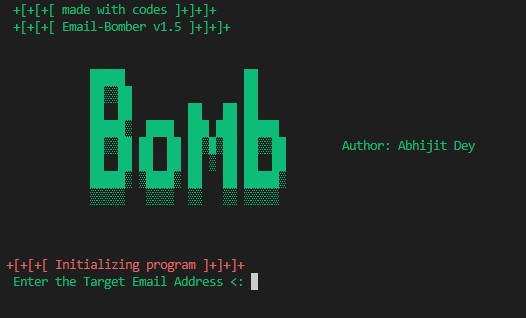 +[+[+[ made with codes ]+]+]+
+[+[+[ Email-Bomber v1.5 ]+]+]+
Bomb
Author: Abhijit Dey
+[+[+[ Initializing program ]+]+]+
Enter the Target Email Address <: